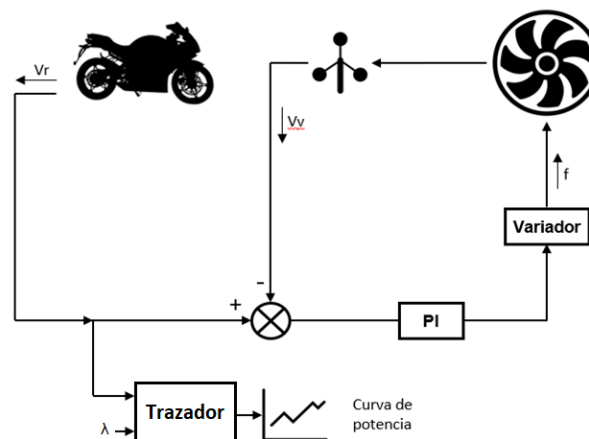 Vr
Vv
f
Variador
-
+
PI
Trazador
λ
Curva de
potencia